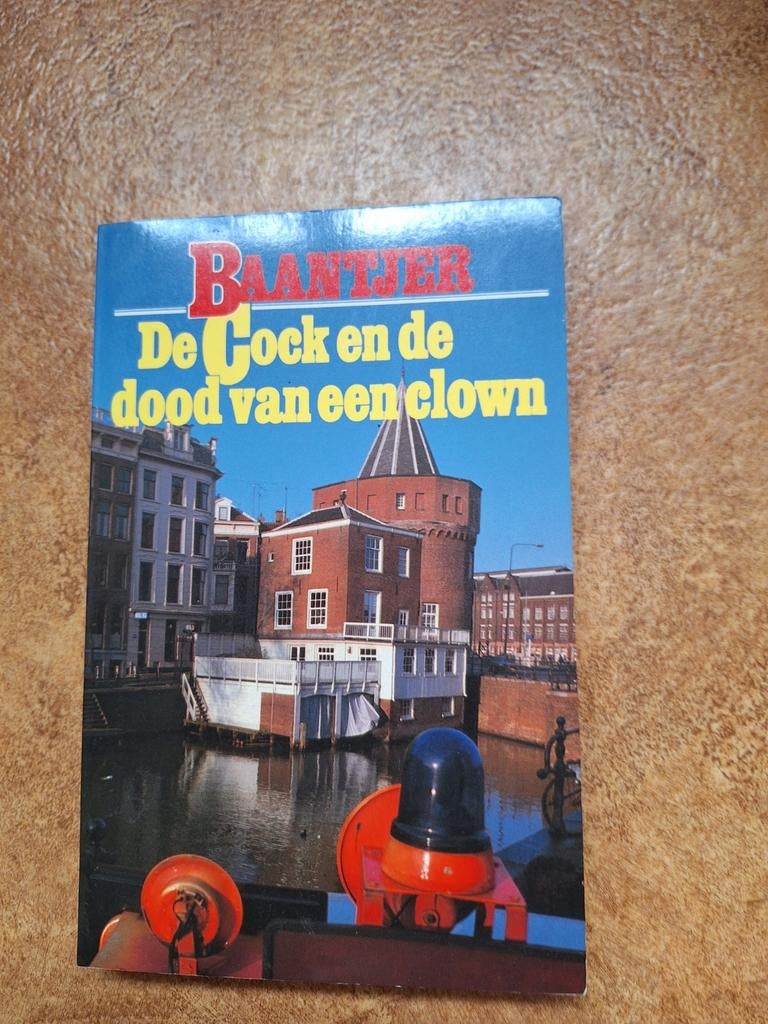 BAANTJER
De Cock en de
dood van een clown